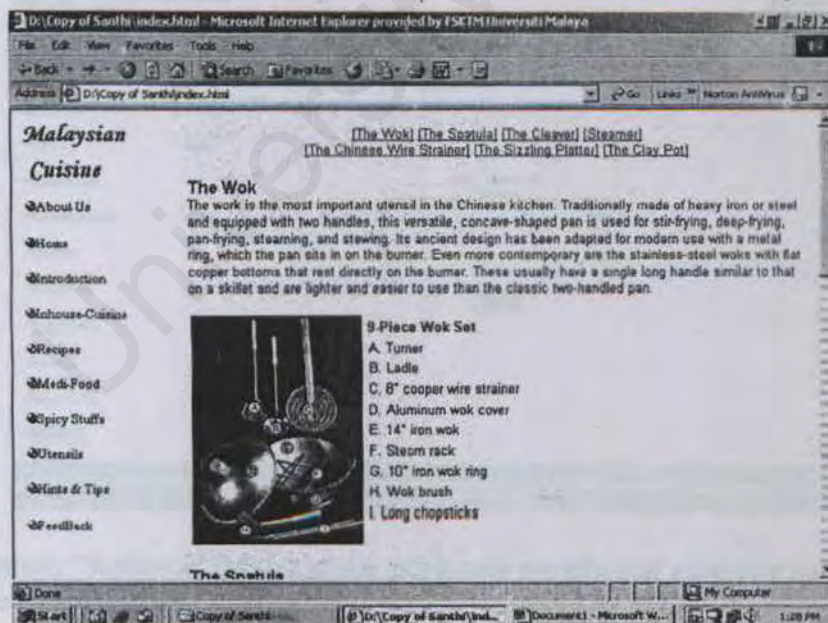 D:\Copy of Santhi\index.html - Microsoft Internet Explorer provided by FSKTM Universiti Malaya
File Edit View Favorites Tools Help
Back Search Favorites
Address D:\Copy of Santhi\index.html Go Links Norton AntiVirus
Malaysian
Cuisine
About Us
Home
Introduction
Inhouse-Cuisine
Recipes
Medi-Food
Spicy Stuffs
Utensils
Hints & Tips
FeedBack
[The Wok] [The Spatula] [The Cleaver] [Steamer]
[The Chinese Wire Strainer] [The Sizzling Platter] [The Clay Pot]
The Wok
The work is the most important utensil in the Chinese kitchen. Traditionally made of heavy iron or steel
and equipped with two handles, this versatile, concave-shaped pan is used for stir-frying, deep-frying,
pan-frying, steaming, and stewing. Its ancient design has been adapted for modern use with a metal
ring, which the pan sits in on the burner. Even more contemporary are the stainless-steel woks with flat
copper bottoms that rest directly on the burner. These usually have a single long handle similar to that
on a skillet and are lighter and easier to use than the classic two-handled pan.
9-Piece Wok Set
A. Turner
B. Ladle
C. 8" cooper wire strainer
D. Aluminum wok cover
E. 14" iron wok
F. Steam rack
G. 10" iron wok ring
H. Wok brush
I. Long chopsticks
The Spatula
Done My Computer
Start Copy of Santhi D:\Copy of Santhi\ind... Document1 - Microsoft W... 1:28 PM